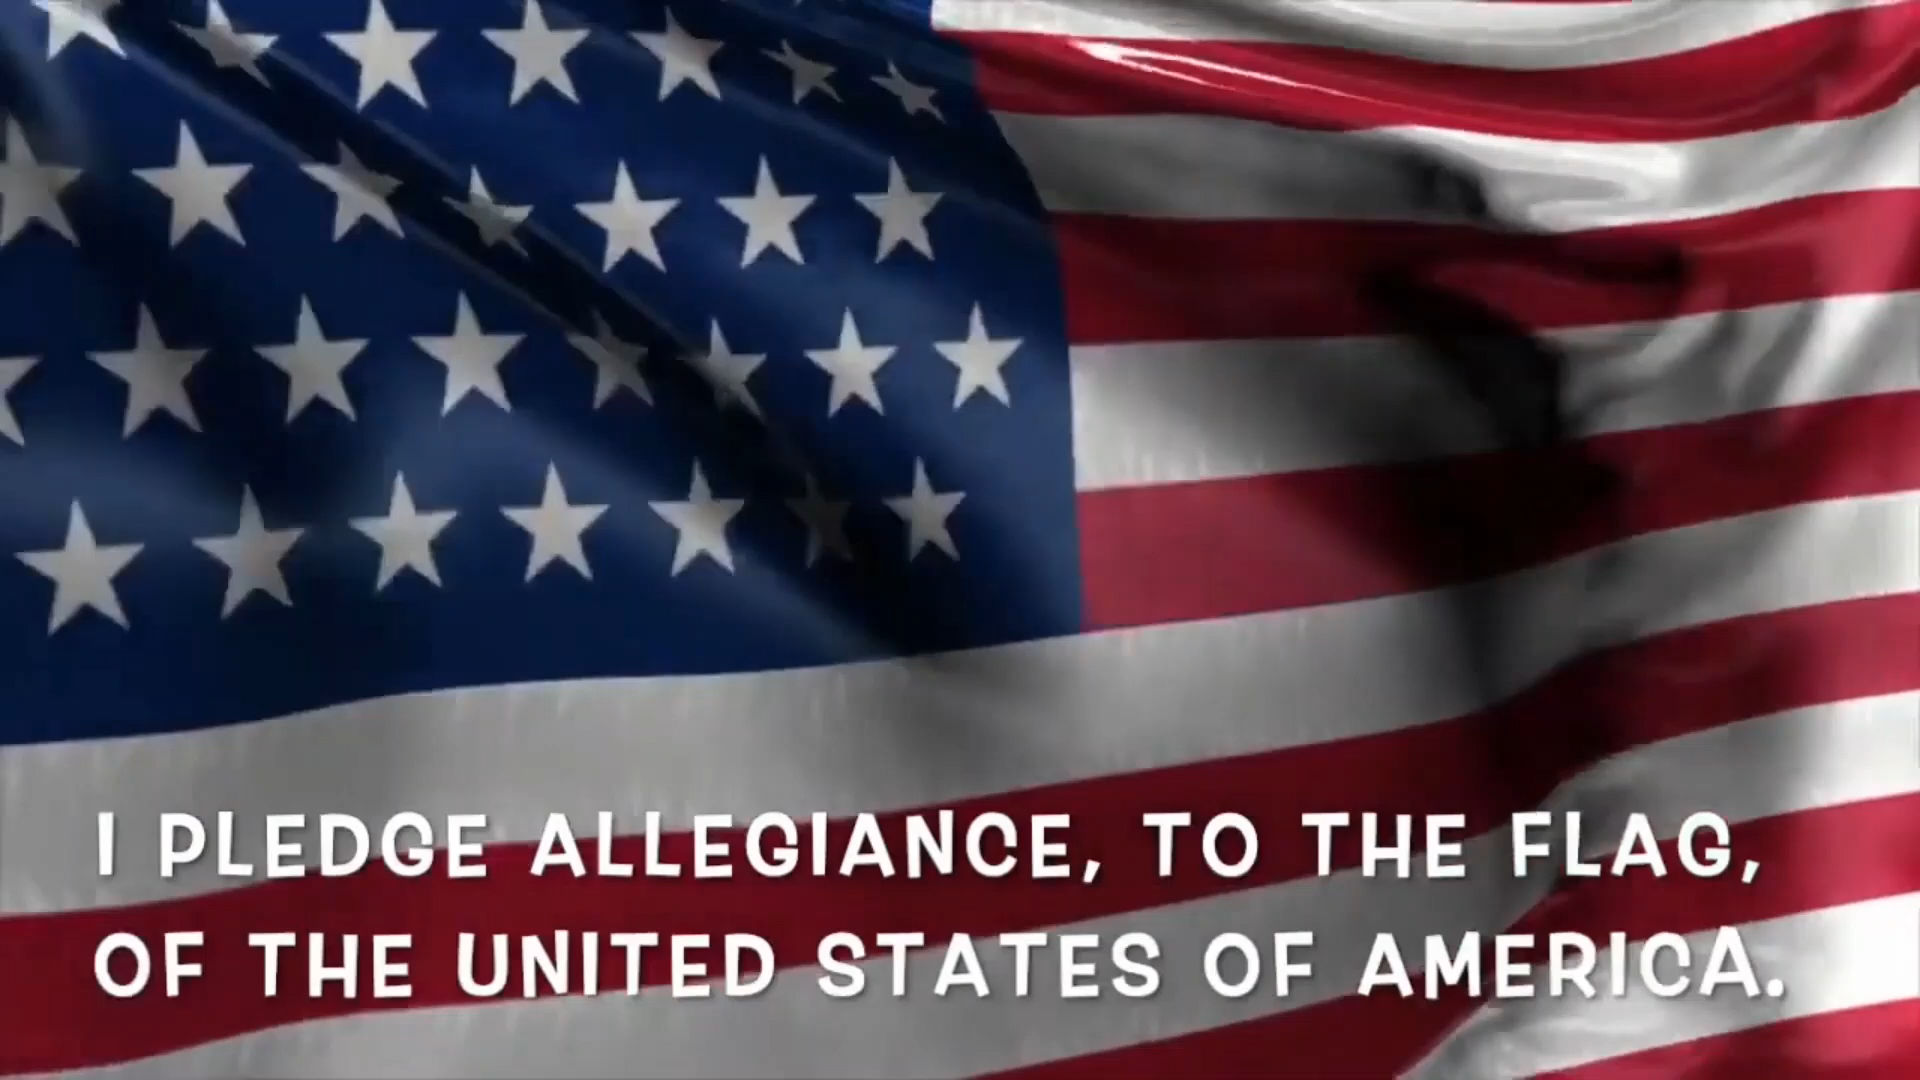 I PLEDGE ALLEGIANCE, TO THE FLAG,
OF THE UNITED STATES OF AMERICA.